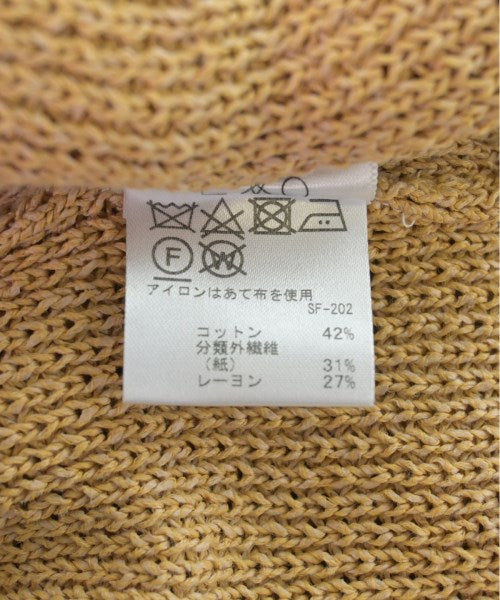 F W
アイロンはあて布を使用
SF-202
コットン 42%
分類外繊維
(紙) 31%
レーヨン 27%